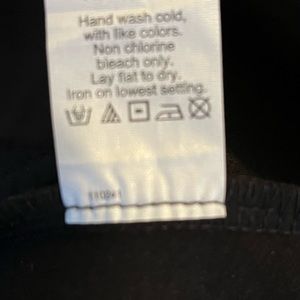 Hand wash cold,
with like colors.
Non chlorine
bleach only.
Lay flat to dry.
Iron on lowest setting.